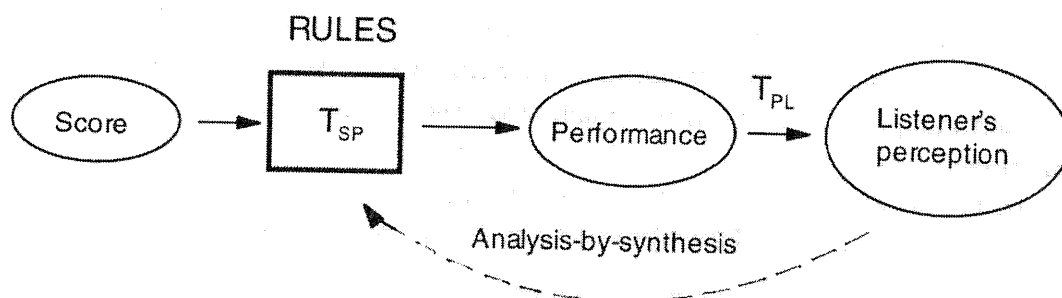 RULES
Score
T_SP
Performance
T_PL
Listener's
perception
Analysis-by-synthesis